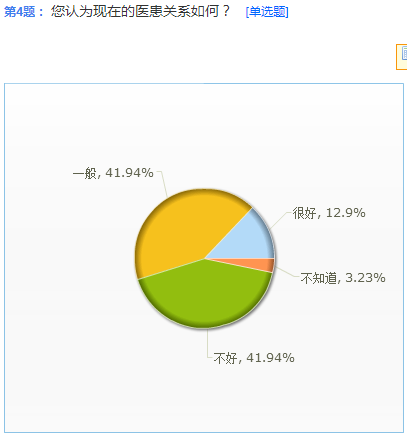 第4题： 您认为现在的医患关系如何？ [单选题]
一般, 41.94%
很好, 12.9%
不知道, 3.23%
不好, 41.94%